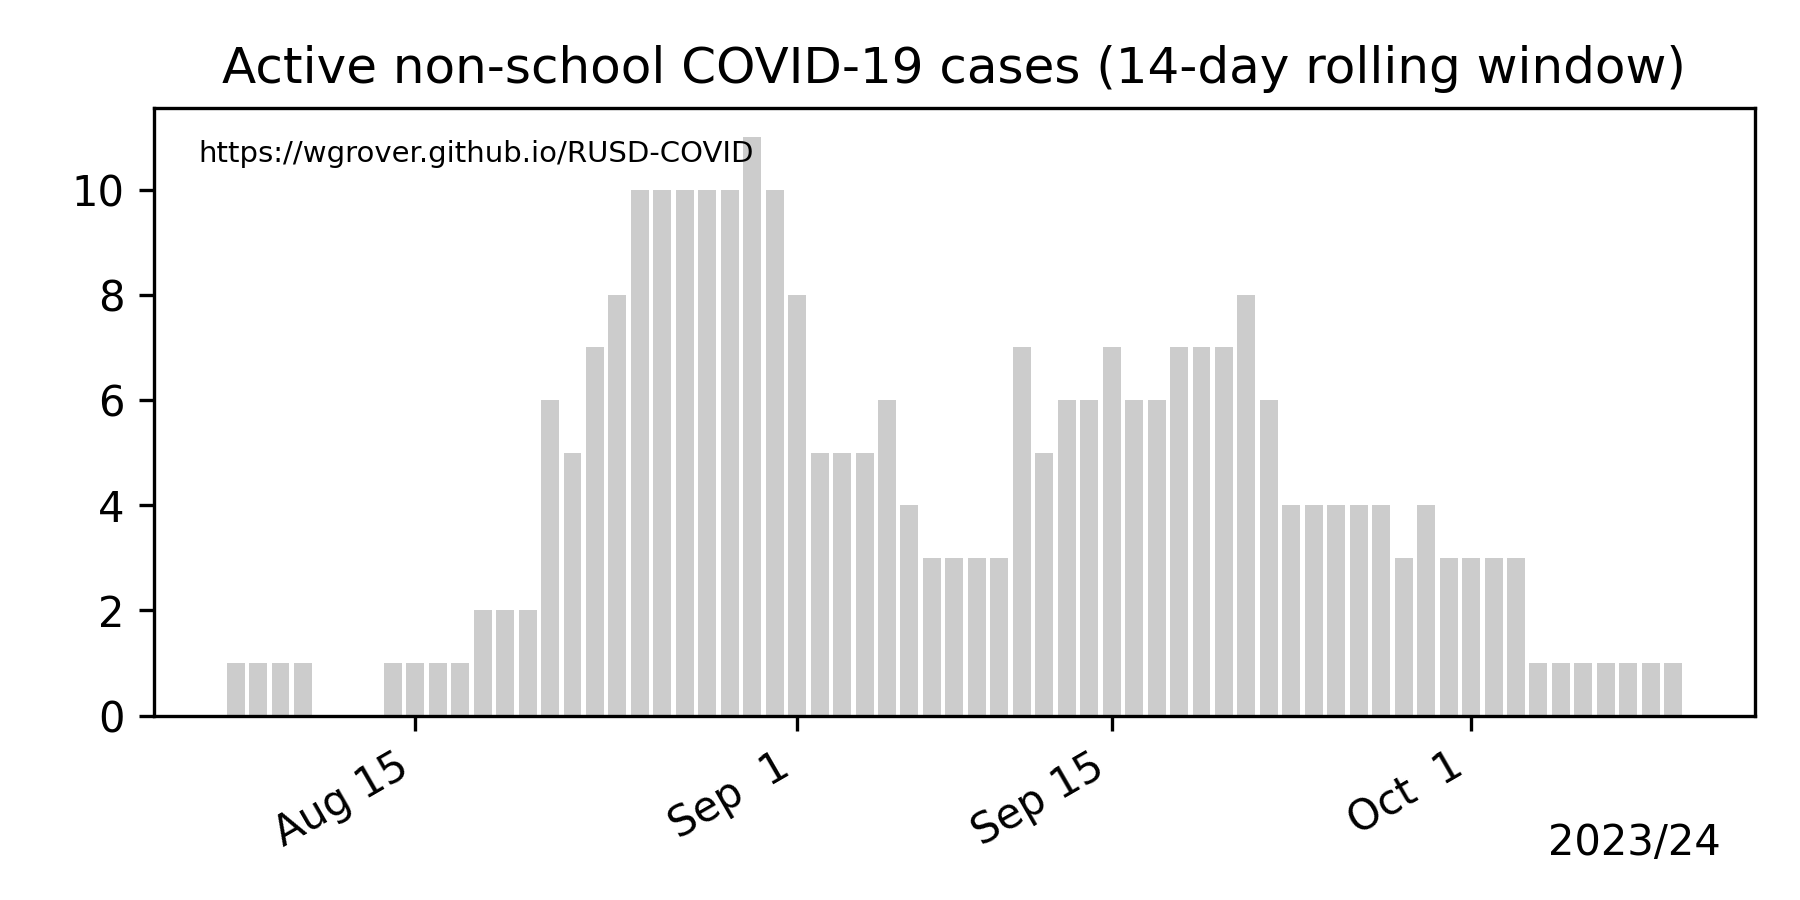 Active non-school COVID-19 cases (14-day rolling window)
https://wgrover.github.io/RUSD-COVID
10
8
6
4
2
0
Aug 15
Sep 1
Sep 15
Oct 1
2023/24